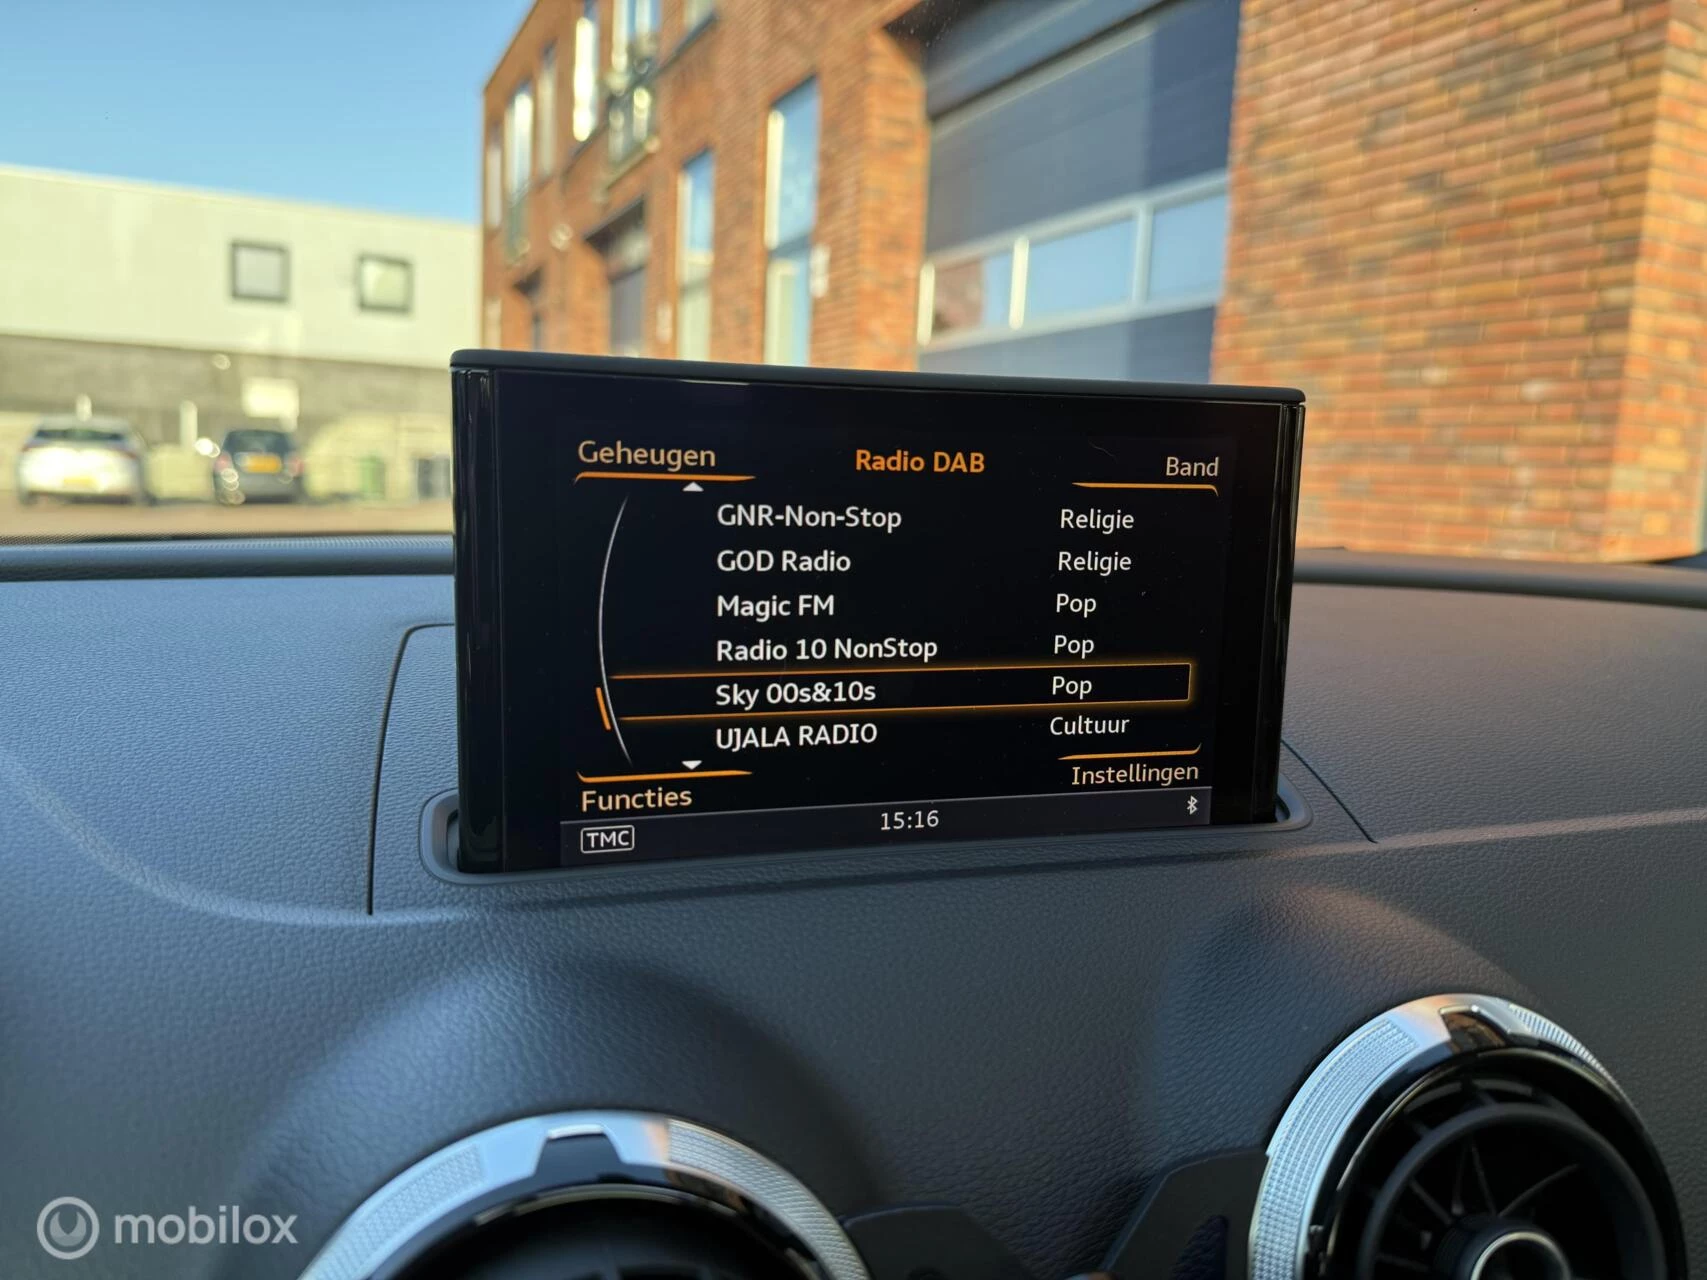 Geheugen Radio DAB Band
GNR-Non-Stop Religie
GOD Radio Religie
Magic FM Pop
Radio 10 NonStop Pop
Sky 00s&10s Pop
UJALA RADIO Cultuur
Functies Instellingen
TMC 15:16
mobilox